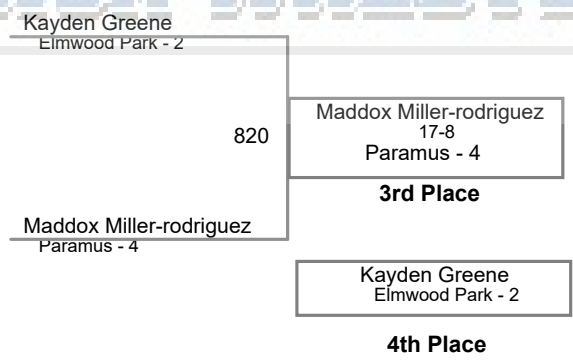 Kayden Greene
Elmwood Park - 2
820
Maddox Miller-rodriguez
17-8
Paramus - 4
3rd Place
Maddox Miller-rodriguez
Paramus - 4
Kayden Greene
Elmwood Park - 2
4th Place